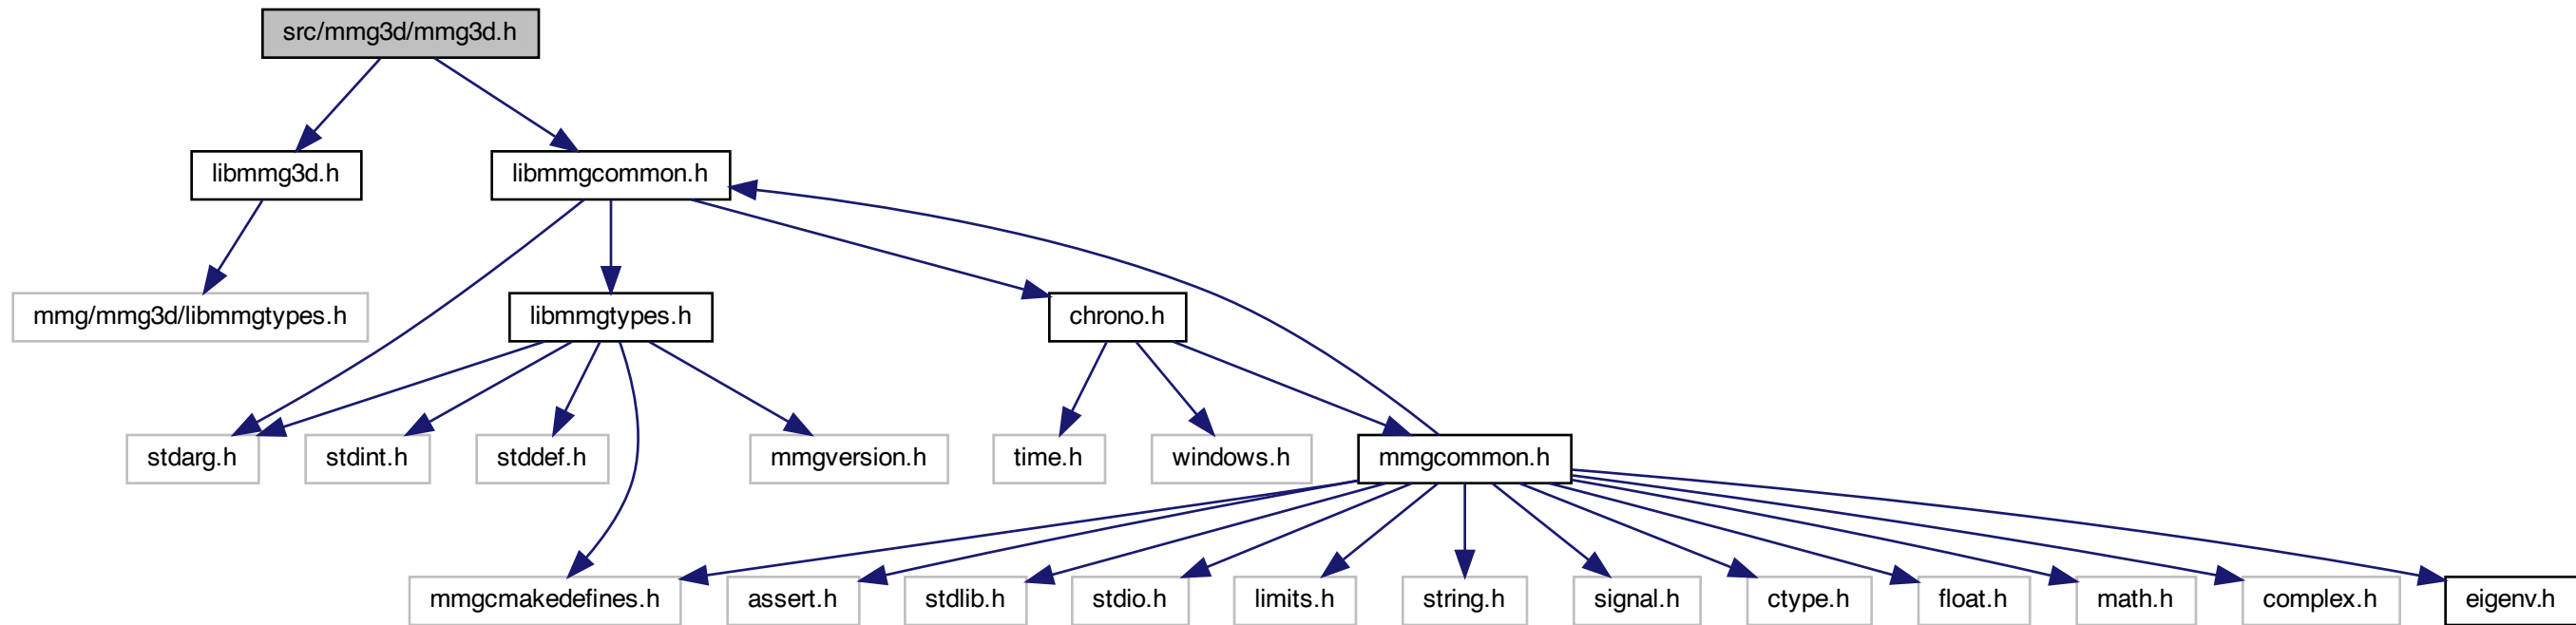 src/mmg3d/mmg3d.h
libmmg3d.h
libmmgcommon.h
mmg/mmg3d/libmmgtypes.h
libmmgtypes.h
chrono.h
stdarg.h
stdint.h
stddef.h
mmgversion.h
time.h
windows.h
mmgcommon.h
mmgcmakedefines.h
assert.h
stdlib.h
stdio.h
limits.h
string.h
signal.h
ctype.h
float.h
math.h
complex.h
eigenv.h